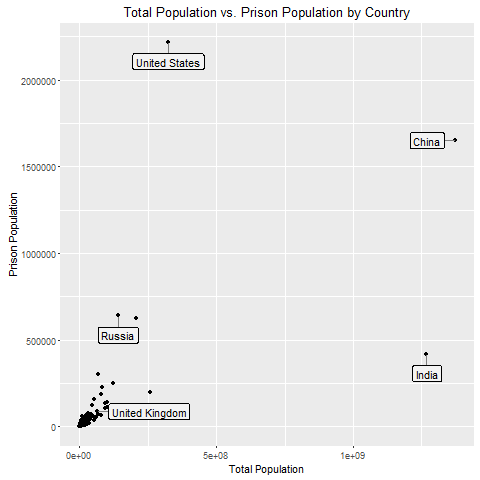 Total Population vs. Prison Population by Country
Prison Population
2000000
1500000
1000000
500000
0
United States
China
Russia
India
United Kingdom
0e+00
5e+08
1e+09
Total Population